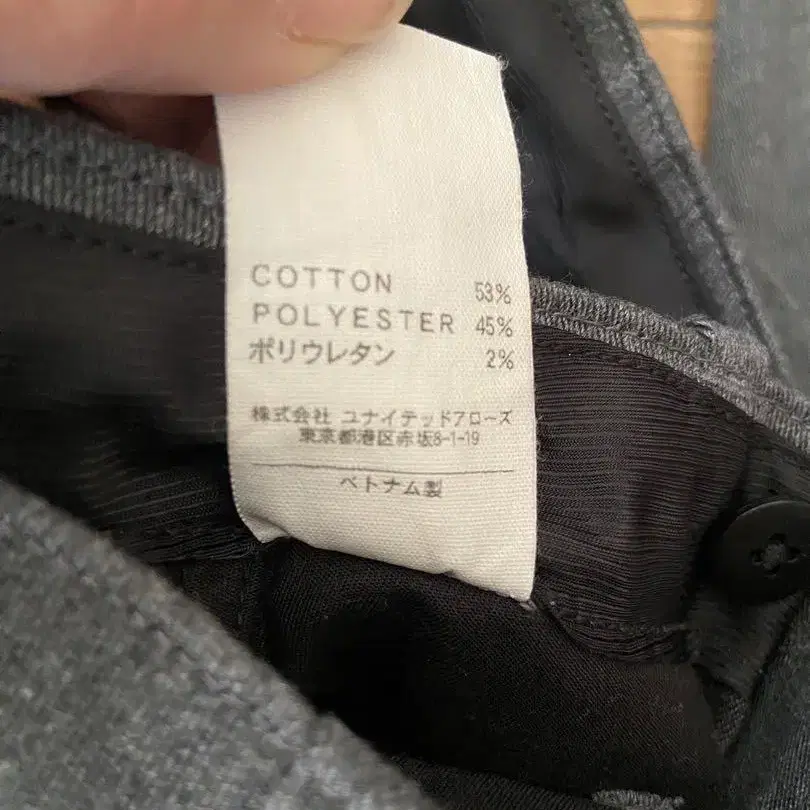 COTTON 53%
POLYESTER 45%
ポリウレタン 2%
株式会社 ユナイテッドアローズ
東京都港区赤坂8-1-19
ベトナム製